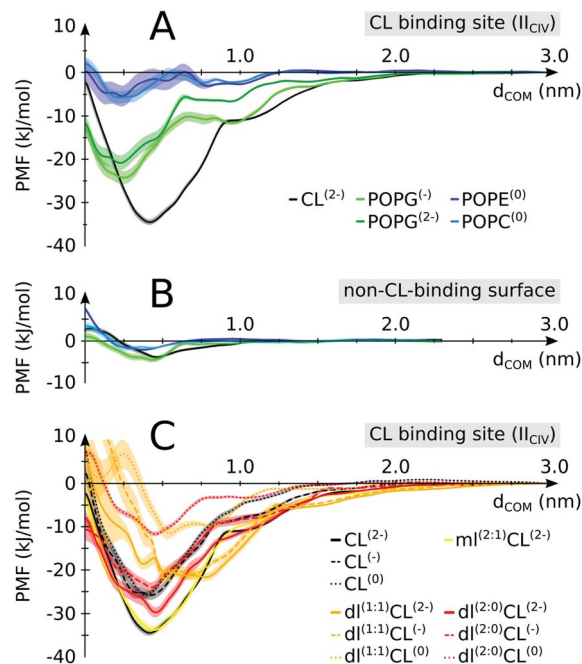 A
CL binding site (II_CIV)
10
0
-10
-20
-30
-40
1.0
2.0
3.0
d_COM (nm)
PMF (kJ/mol)
CL^(2-) POPG^(-) POPE^(0)
POPG^(2-) POPC^(0)
B
non-CL-binding surface
10
0
-10
1.0
2.0
3.0
d_COM (nm)
PMF (kJ/mol)
C
CL binding site (II_CIV)
10
0
-10
-20
-30
-40
1.0
2.0
3.0
d_COM (nm)
PMF (kJ/mol)
CL^(2-) ml^(2:1)CL^(2-)
CL^(-)
CL^(0)
dl^(1:1)CL^(2-) dl^(2:0)CL^(2-)
dl^(1:1)CL^(-) dl^(2:0)CL^(-)
dl^(1:1)CL^(0) dl^(2:0)CL^(0)